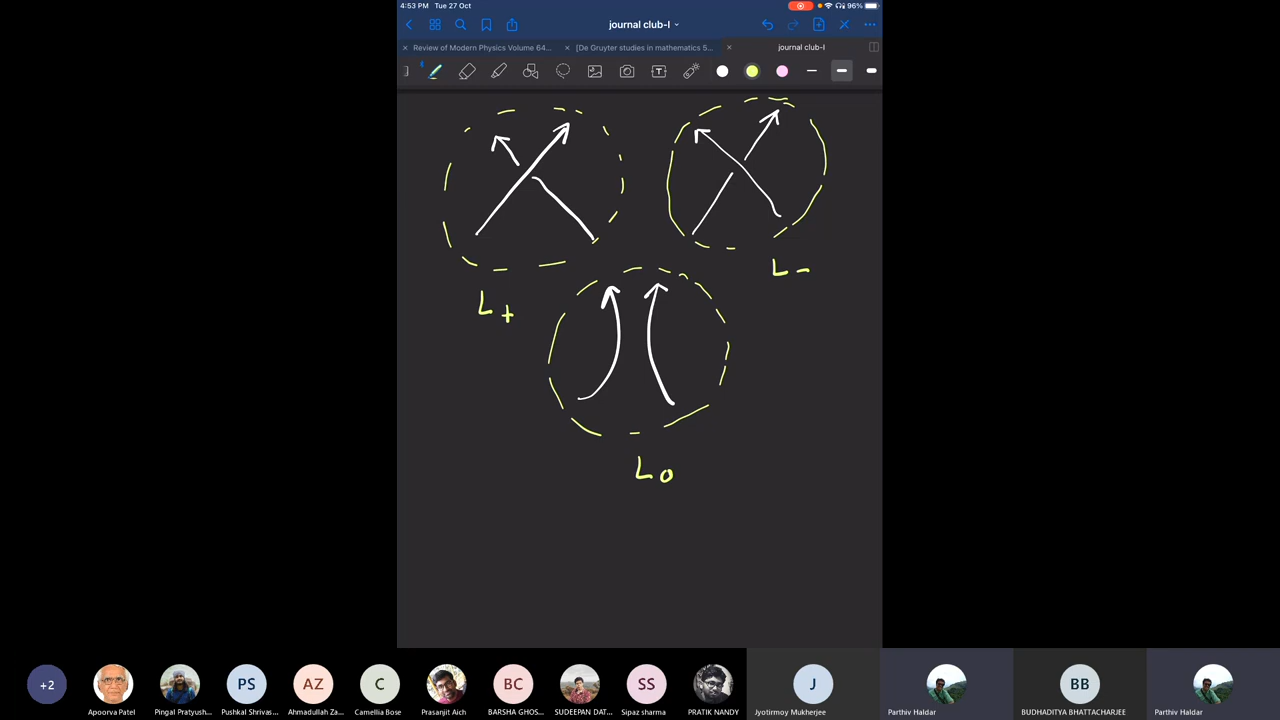 4:53 PM Tue 27 Oct
96%
journal club-I
Review of Modern Physics Volume 64...
[De Gruyter studies in mathematics 5...
journal club-I
L+
L-
L0
+2
PS
AZ
C
BC
SS
J
BB
Apoorva Patel
Pingal Pratyush...
Pushkal Shrivas...
Ahmadullah Za...
Camellia Bose
Prasanjit Aich
BARSHA GHOS...
SUDEEPAN DAT...
Sipaz sharma
PRATIK NANDY
Jyotirmoy Mukherjee
Parthiv Haldar
BUDHADITYA BHATTACHARJEE
Parthiv Haldar